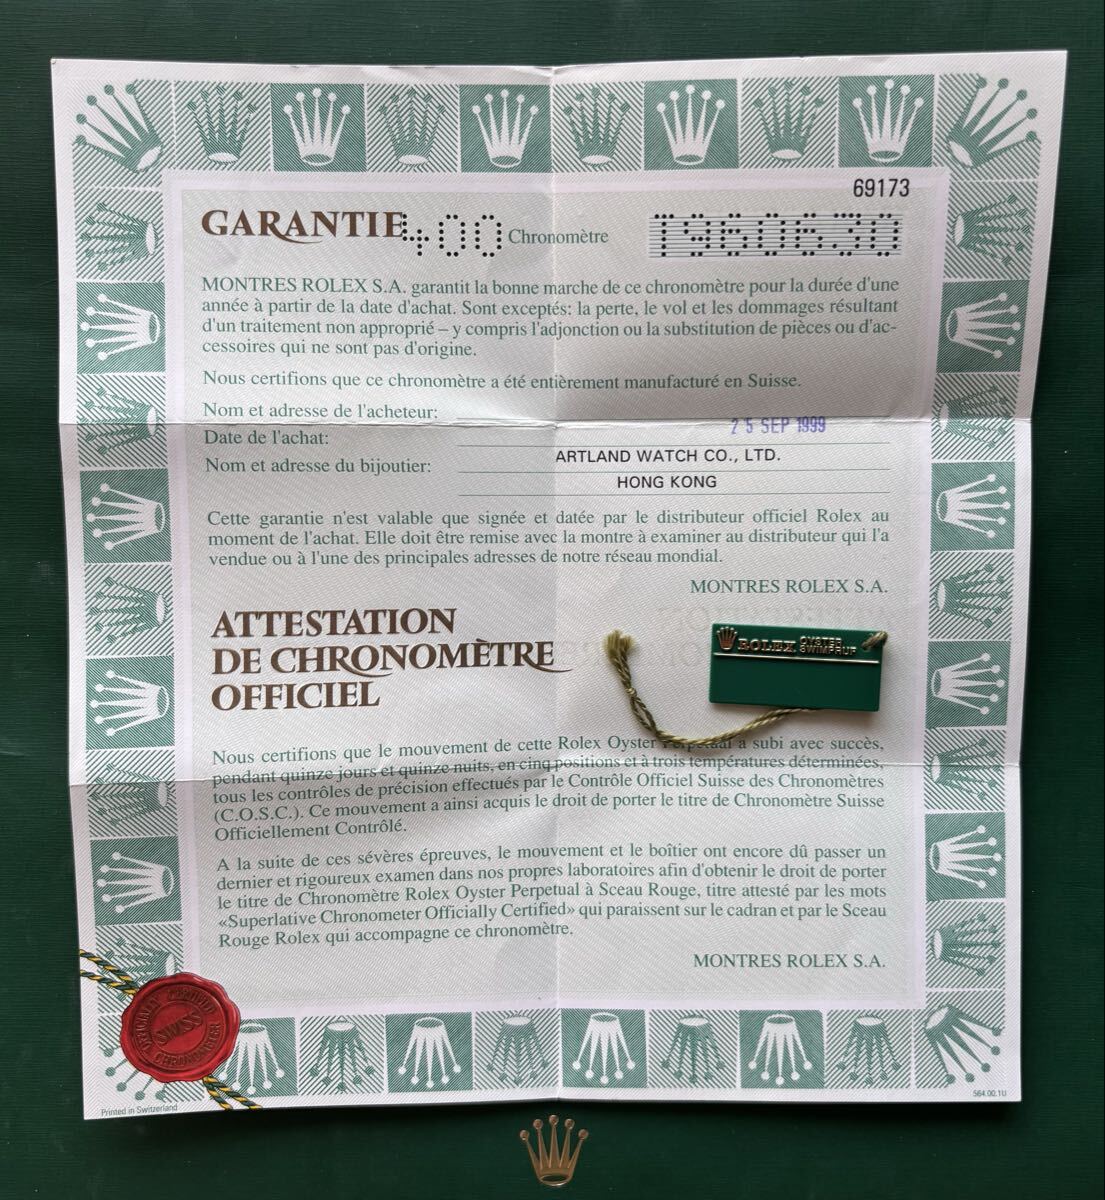 69173
GARANTIE 400 Chronomètre T960630
MONTRES ROLEX S.A. garantit la bonne marche de ce chronomètre pour la durée d'une
année à partir de la date d'achat. Sont exceptés: la perte, le vol et les dommages résultant
d'un traitement non approprié – y compris l'adjonction ou la substitution de pièces ou d'ac-
cessoires qui ne sont pas d'origine.
Nous certifions que ce chronomètre a été entièrement manufacturé en Suisse.
Nom et adresse de l'acheteur:
Date de l'achat: 25 SEP 1999
Nom et adresse du bijoutier: ARTLAND WATCH CO., LTD.
HONG KONG
Cette garantie n'est valable que signée et datée par le distributeur officiel Rolex au
moment de l'achat. Elle doit être remise avec la montre à examiner au distributeur qui l'a
vendue ou à l'une des principales adresses de notre réseau mondial.
MONTRES ROLEX S.A.
ATTESTATION
DE CHRONOMÈTRE
OFFICIEL
ROLEX OYSTER
SWIMPRUF
Nous certifions que le mouvement de cette Rolex Oyster Perpetual a subi avec succès,
pendant quinze jours et quinze nuits, en cinq positions et à trois températures déterminées,
tous les contrôles de précision effectués par le Contrôle Officiel Suisse des Chronomètres
(C.O.S.C.). Ce mouvement a ainsi acquis le droit de porter le titre de Chronomètre Suisse
Officiellement Contrôlé.
A la suite de ces sévères épreuves, le mouvement et le boîtier ont encore dû passer un
dernier et rigoureux examen dans nos propres laboratoires afin d'obtenir le droit de porter
le titre de Chronomètre Rolex Oyster Perpetual à Sceau Rouge, titre attesté par les mots
«Superlative Chronometer Officially Certified» qui paraissent sur le cadran et par le Sceau
Rouge Rolex qui accompagne ce chronomètre.
MONTRES ROLEX S.A.
OFFICIALLY CERTIFIED
SWISS
CHRONOMETER
Printed in Switzerland
564.00.1U